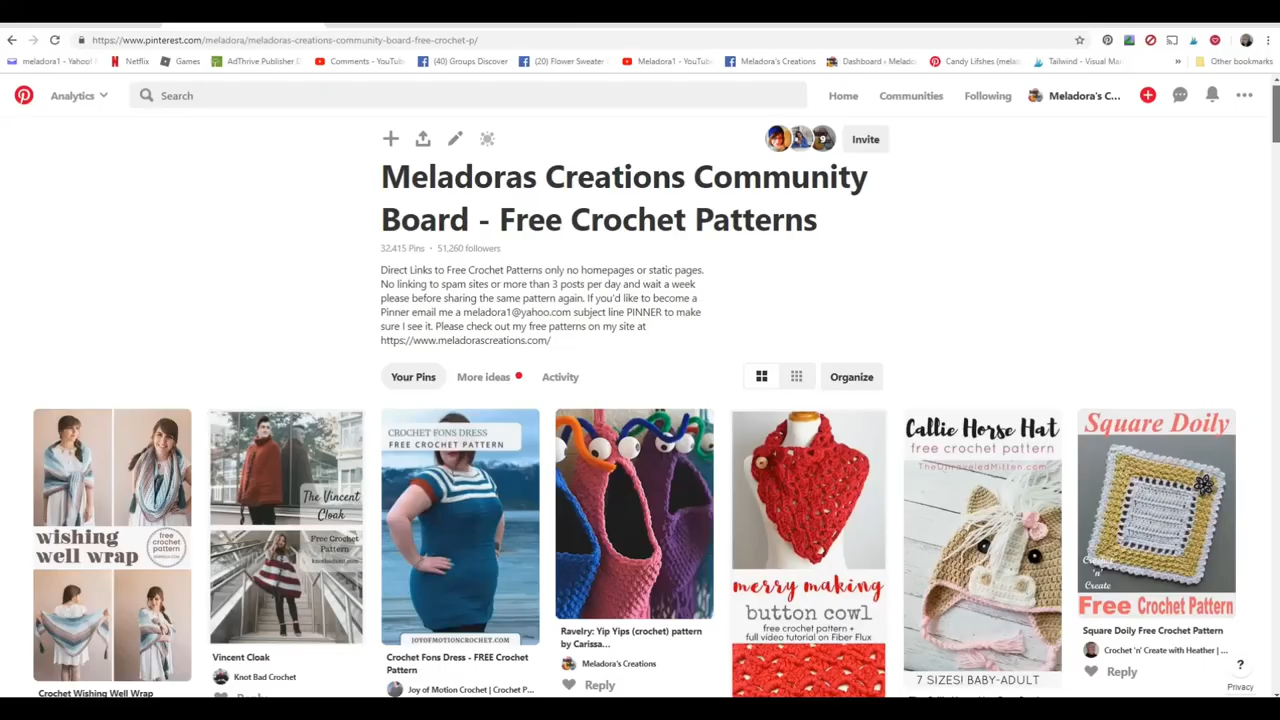 https://www.pinterest.com/meladora/meladoras-creations-community-board-free-crochet-p/
meladora1 - Yahoo! Netflix Games AdThrive Publisher D Comments - YouTu (40) Groups Discover (20) Flower Sweater Meladora1 - YouTub Meladora's Creations Dashboard ‹ Melado Candy Lifshes (mela Tailwind - Visual Ma » Other bookmarks
Analytics Search Home Communities Following Meladora's C...
9 Invite
Meladoras Creations Community
Board - Free Crochet Patterns
32,415 Pins • 51,260 followers
Direct Links to Free Crochet Patterns only no homepages or static pages.
No linking to spam sites or more than 3 posts per day and wait a week
please before sharing the same pattern again. If you'd like to become a
Pinner email me a meladora1@yahoo.com subject line PINNER to make
sure I see it. Please check out my free patterns on my site at
https://www.meladorascreations.com/
Your Pins More ideas Activity Organize
wishing
well wrap
free
crochet
pattern
Crochet Wishing Well Wrap
The Vincent
Cloak
Free Crochet
Pattern
Vincent Cloak
Knot Bad Crochet
CROCHET FONS DRESS
FREE CROCHET PATTERN
JOYOFMOTIONCROCHET.COM
Crochet Fons Dress - FREE Crochet
Pattern
Joy of Motion Crochet | Crochet P...
Ravelry: Yip Yips (crochet) pattern
by Carissa...
Meladora's Creations
Reply
merry making
button cowl
free crochet pattern +
full video tutorial on Fiber Flux
Callie Horse Hat
free crochet pattern
TheUnraveledMitten.com
7 SIZES! BABY-ADULT
Square Doily
Crochet
'n'
Create
Free Crochet Pattern
Square Doily Free Crochet Pattern
Crochet 'n' Create with Heather | ...
Reply
?
Privacy